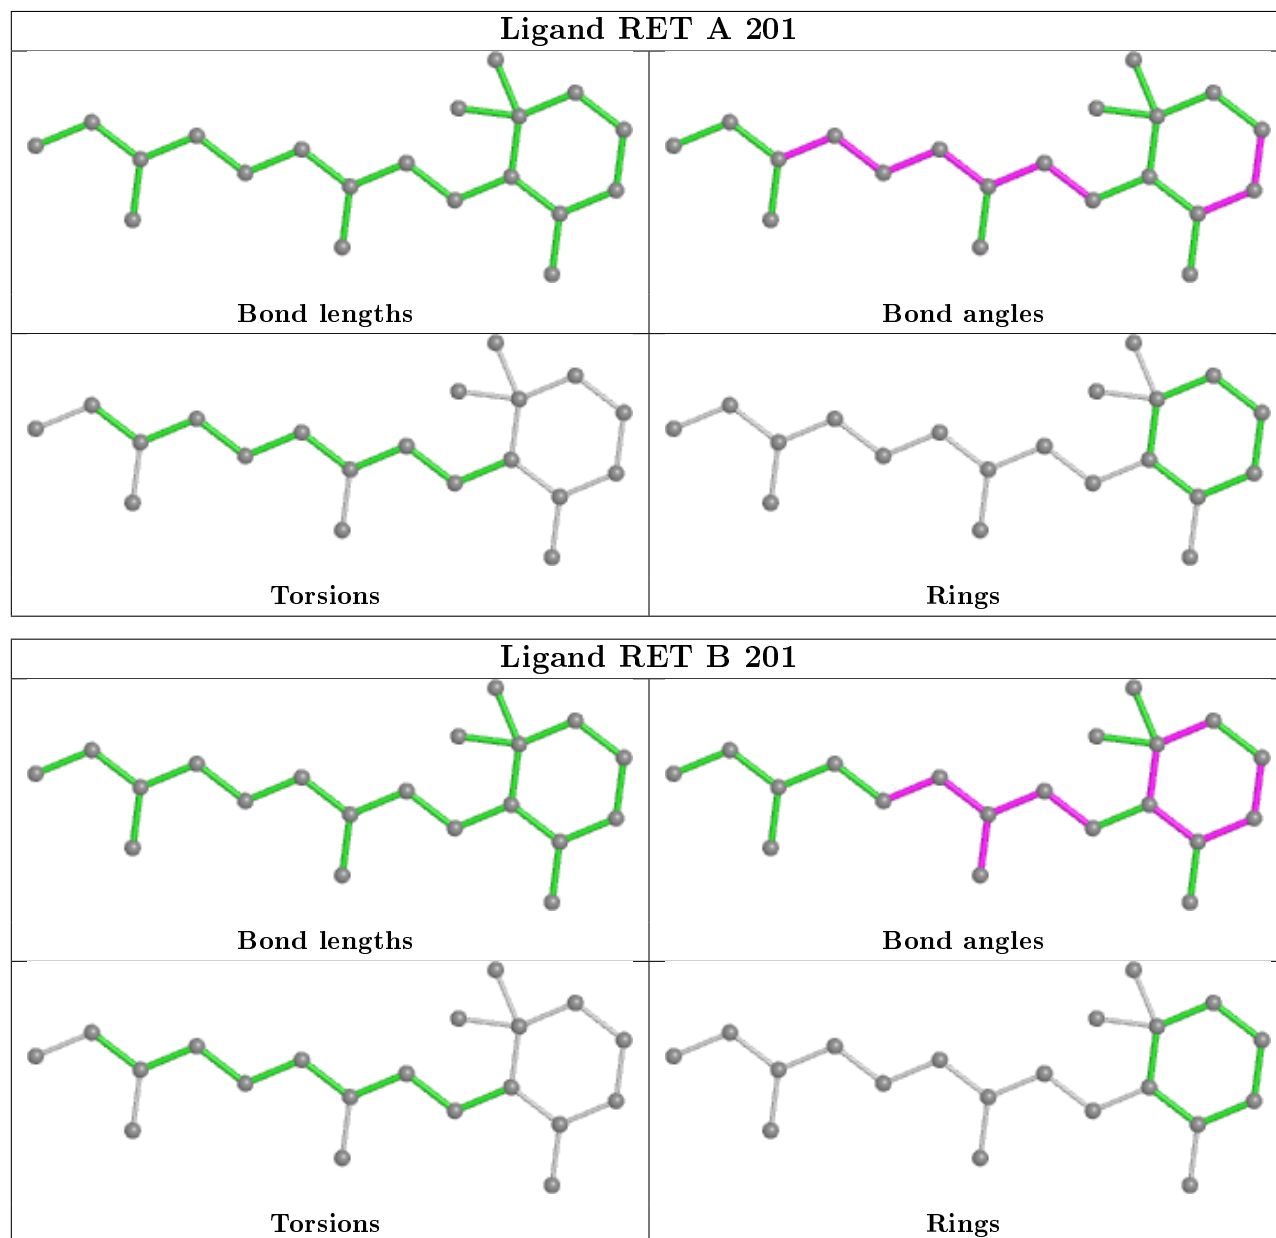 Ligand RET A 201
Bond lengths
Bond angles
Torsions
Rings
Ligand RET B 201
Bond lengths
Bond angles
Torsions
Rings